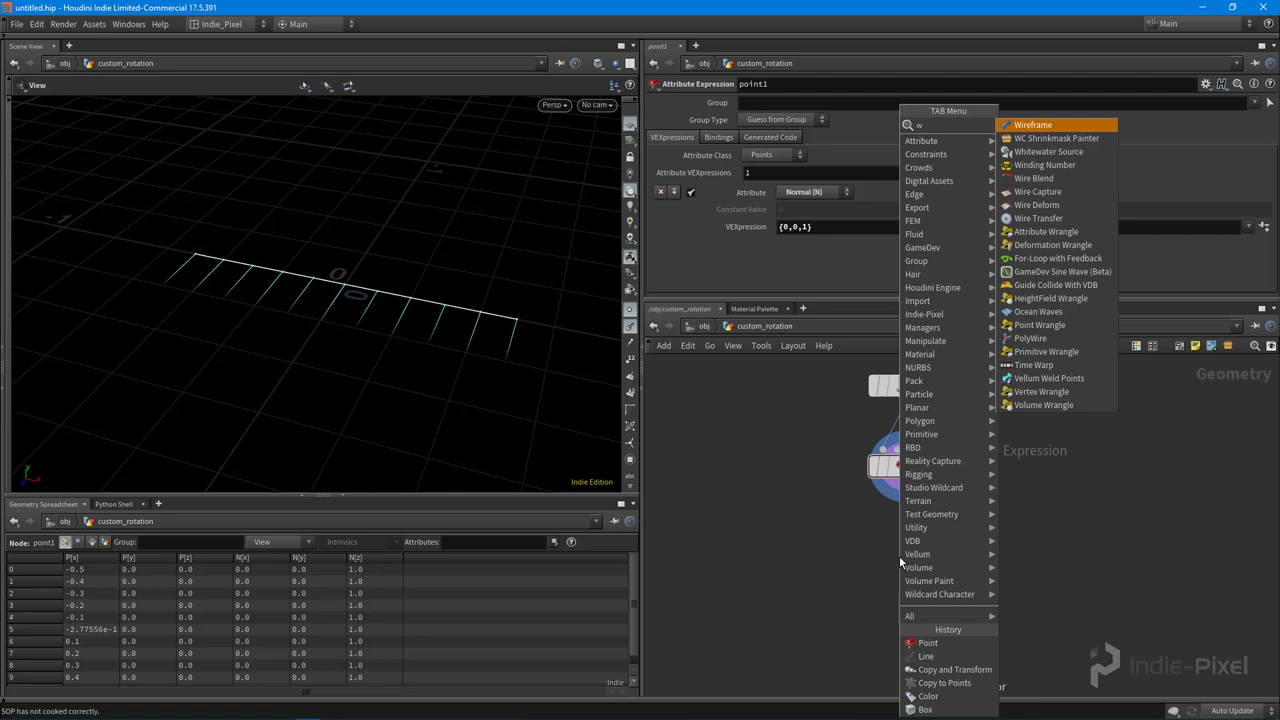 untitled.hip - Houdini Indie Limited-Commercial 17.5.391
File Edit Render Assets Windows Help Indie_Pixel Main Main
Scene View
obj custom_rotation
View
Persp No cam
Indie Edition
Geometry Spreadsheet Python Shell
obj custom_rotation
Node: point1 Group: View Intrinsics Attributes:
P[x] P[y] P[z] N[x] N[y] N[z]
0 -0.5 0.0 0.0 0.0 0.0 1.0
1 -0.4 0.0 0.0 0.0 0.0 1.0
2 -0.3 0.0 0.0 0.0 0.0 1.0
3 -0.2 0.0 0.0 0.0 0.0 1.0
4 -0.1 0.0 0.0 0.0 0.0 1.0
5 -2.77556e-1 0.0 0.0 0.0 0.0 1.0
6 0.1 0.0 0.0 0.0 0.0 1.0
7 0.2 0.0 0.0 0.0 0.0 1.0
8 0.3 0.0 0.0 0.0 0.0 1.0
9 0.4 0.0 0.0 0.0 0.0 1.0
Indie
SOP has not cooked correctly.
point1
obj custom_rotation
Attribute Expression point1
Group
Group Type Guess from Group
VEXpressions Bindings Generated Code
Attribute Class Points
Attribute VEXpressions 1
Attribute Normal (N)
Constant Value
VEXpression {0,0,1}
/obj/custom_rotation Material Palette
obj custom_rotation
Add Edit Go View Tools Layout Help
Geometry
Expression
TAB Menu
w
Attribute
Constraints
Crowds
Digital Assets
Edge
Export
FEM
Fluid
GameDev
Group
Hair
Houdini Engine
Import
Indie-Pixel
Managers
Manipulate
Material
NURBS
Pack
Particle
Planar
Polygon
Primitive
RBD
Reality Capture
Rigging
Studio Wildcard
Terrain
Test Geometry
Utility
VDB
Vellum
Volume
Volume Paint
Wildcard Character
All
History
Point
Line
Copy and Transform
Copy to Points
Color
Box
Wireframe
WC Shrinkmask Painter
Whitewater Source
Winding Number
Wire Blend
Wire Capture
Wire Deform
Wire Transfer
Attribute Wrangle
Deformation Wrangle
For-Loop with Feedback
GameDev Sine Wave (Beta)
Guide Collide With VDB
HeightField Wrangle
Ocean Waves
Point Wrangle
PolyWire
Primitive Wrangle
Time Warp
Vellum Weld Points
Vertex Wrangle
Volume Wrangle
Indie-Pixel
or
Auto Update